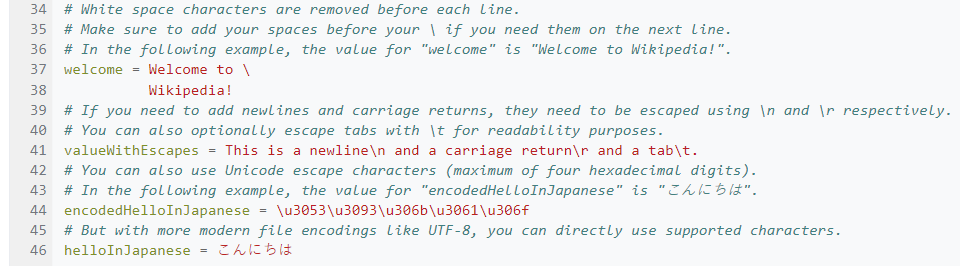 34 # White space characters are removed before each line.
35 # Make sure to add your spaces before your \ if you need them on the next line.
36 # In the following example, the value for "welcome" is "Welcome to Wikipedia!".
37 welcome = Welcome to \
38           Wikipedia!
39 # If you need to add newlines and carriage returns, they need to be escaped using \n and \r respectively.
40 # You can also optionally escape tabs with \t for readability purposes.
41 valueWithEscapes = This is a newline\n and a carriage return\r and a tab\t.
42 # You can also use Unicode escape characters (maximum of four hexadecimal digits).
43 # In the following example, the value for "encodedHelloInJapanese" is "こんにちは".
44 encodedHelloInJapanese = \u3053\u3093\u306b\u3061\u306f
45 # But with more modern file encodings like UTF-8, you can directly use supported characters.
46 helloInJapanese = こんにちは